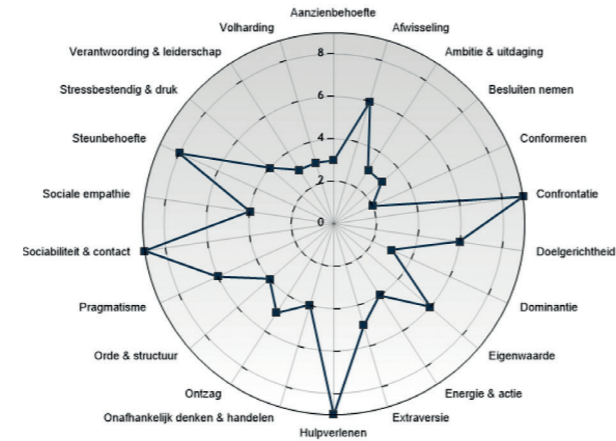 Aanzienbehoefte
Volharding
Afwisseling
Verantwoording & leiderschap
Ambitie & uitdaging
Stressbestendig & druk
Besluiten nemen
Steunbehoefte
Conformeren
Sociale empathie
Confrontatie
Sociabiliteit & contact
Doelgerichtheid
Pragmatisme
Dominantie
Orde & structuur
Eigenwaarde
Ontzag
Energie & actie
Onafhankelijk denken & handelen
Extraversie
Hulpverlenen
8
6
4
2
0